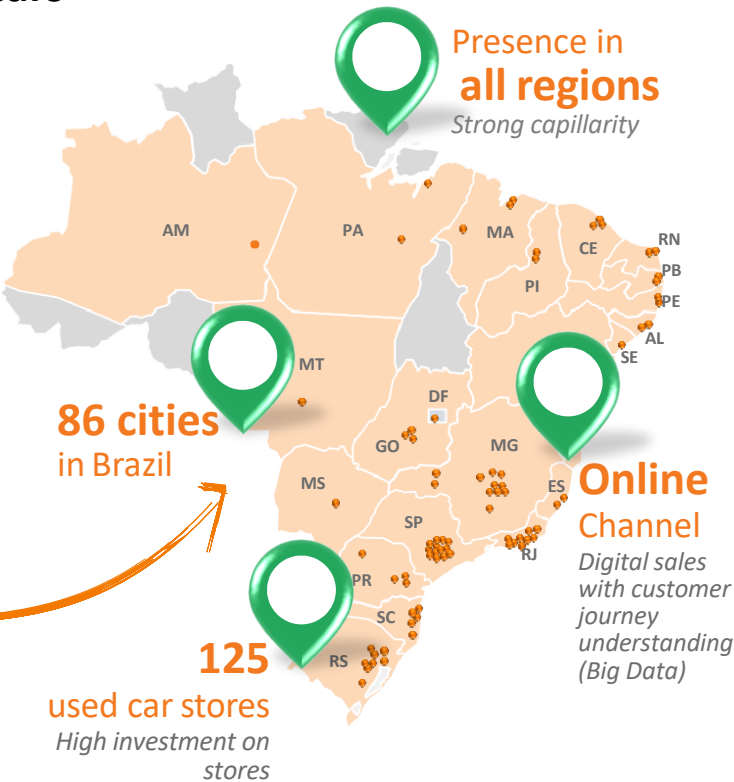 Presence in
all regions
Strong capillarity
AM
PA
MA
CE
RN
PB
PI
PE
AL
SE
MT
DF
86 cities
in Brazil
GO
MG
MS
ES
Online
Channel
Digital sales
with customer
journey
understanding
(Big Data)
SP
RJ
PR
SC
RS
125
used car stores
High investment on
stores